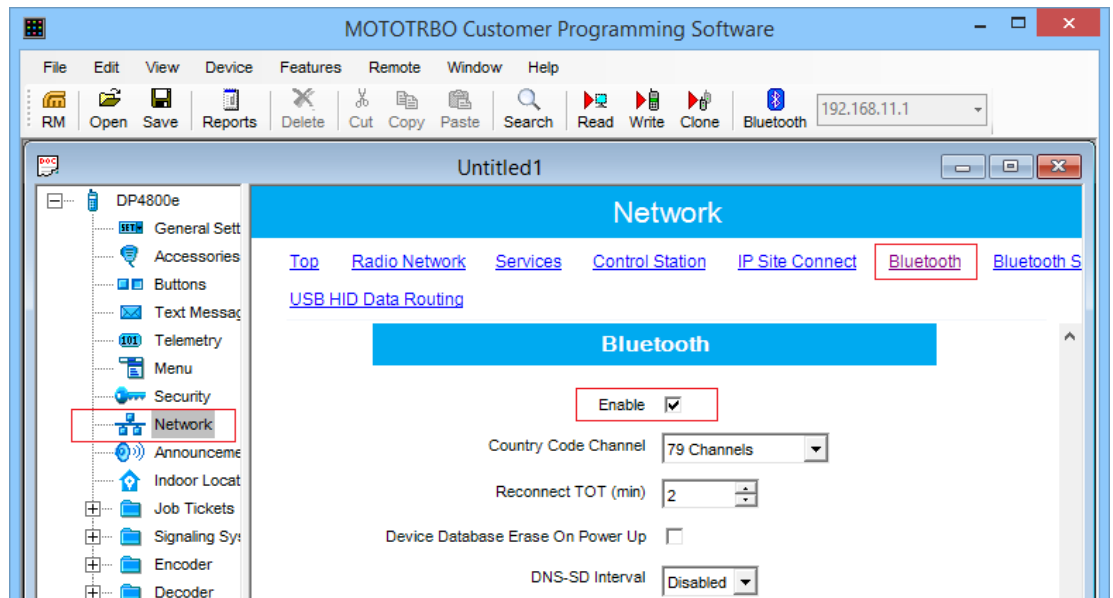 MOTOTRBO Customer Programming Software
File Edit View Device Features Remote Window Help
RM Open Save Reports Delete Cut Copy Paste Search Read Write Clone Bluetooth 192.168.11.1
DOC Untitled1
DP4800e
Network
SET General Sett
Accessories
Top Radio Network Services Control Station IP Site Connect Bluetooth Bluetooth S
Buttons
USB HID Data Routing
Text Messag
101 Telemetry
Bluetooth
Menu
Security
Enable
Network
Announceme
Country Code Channel 79 Channels
Indoor Locat
Reconnect TOT (min) 2
Job Tickets
Signaling Sys
Device Database Erase On Power Up
Encoder
DNS-SD Interval Disabled
Decoder